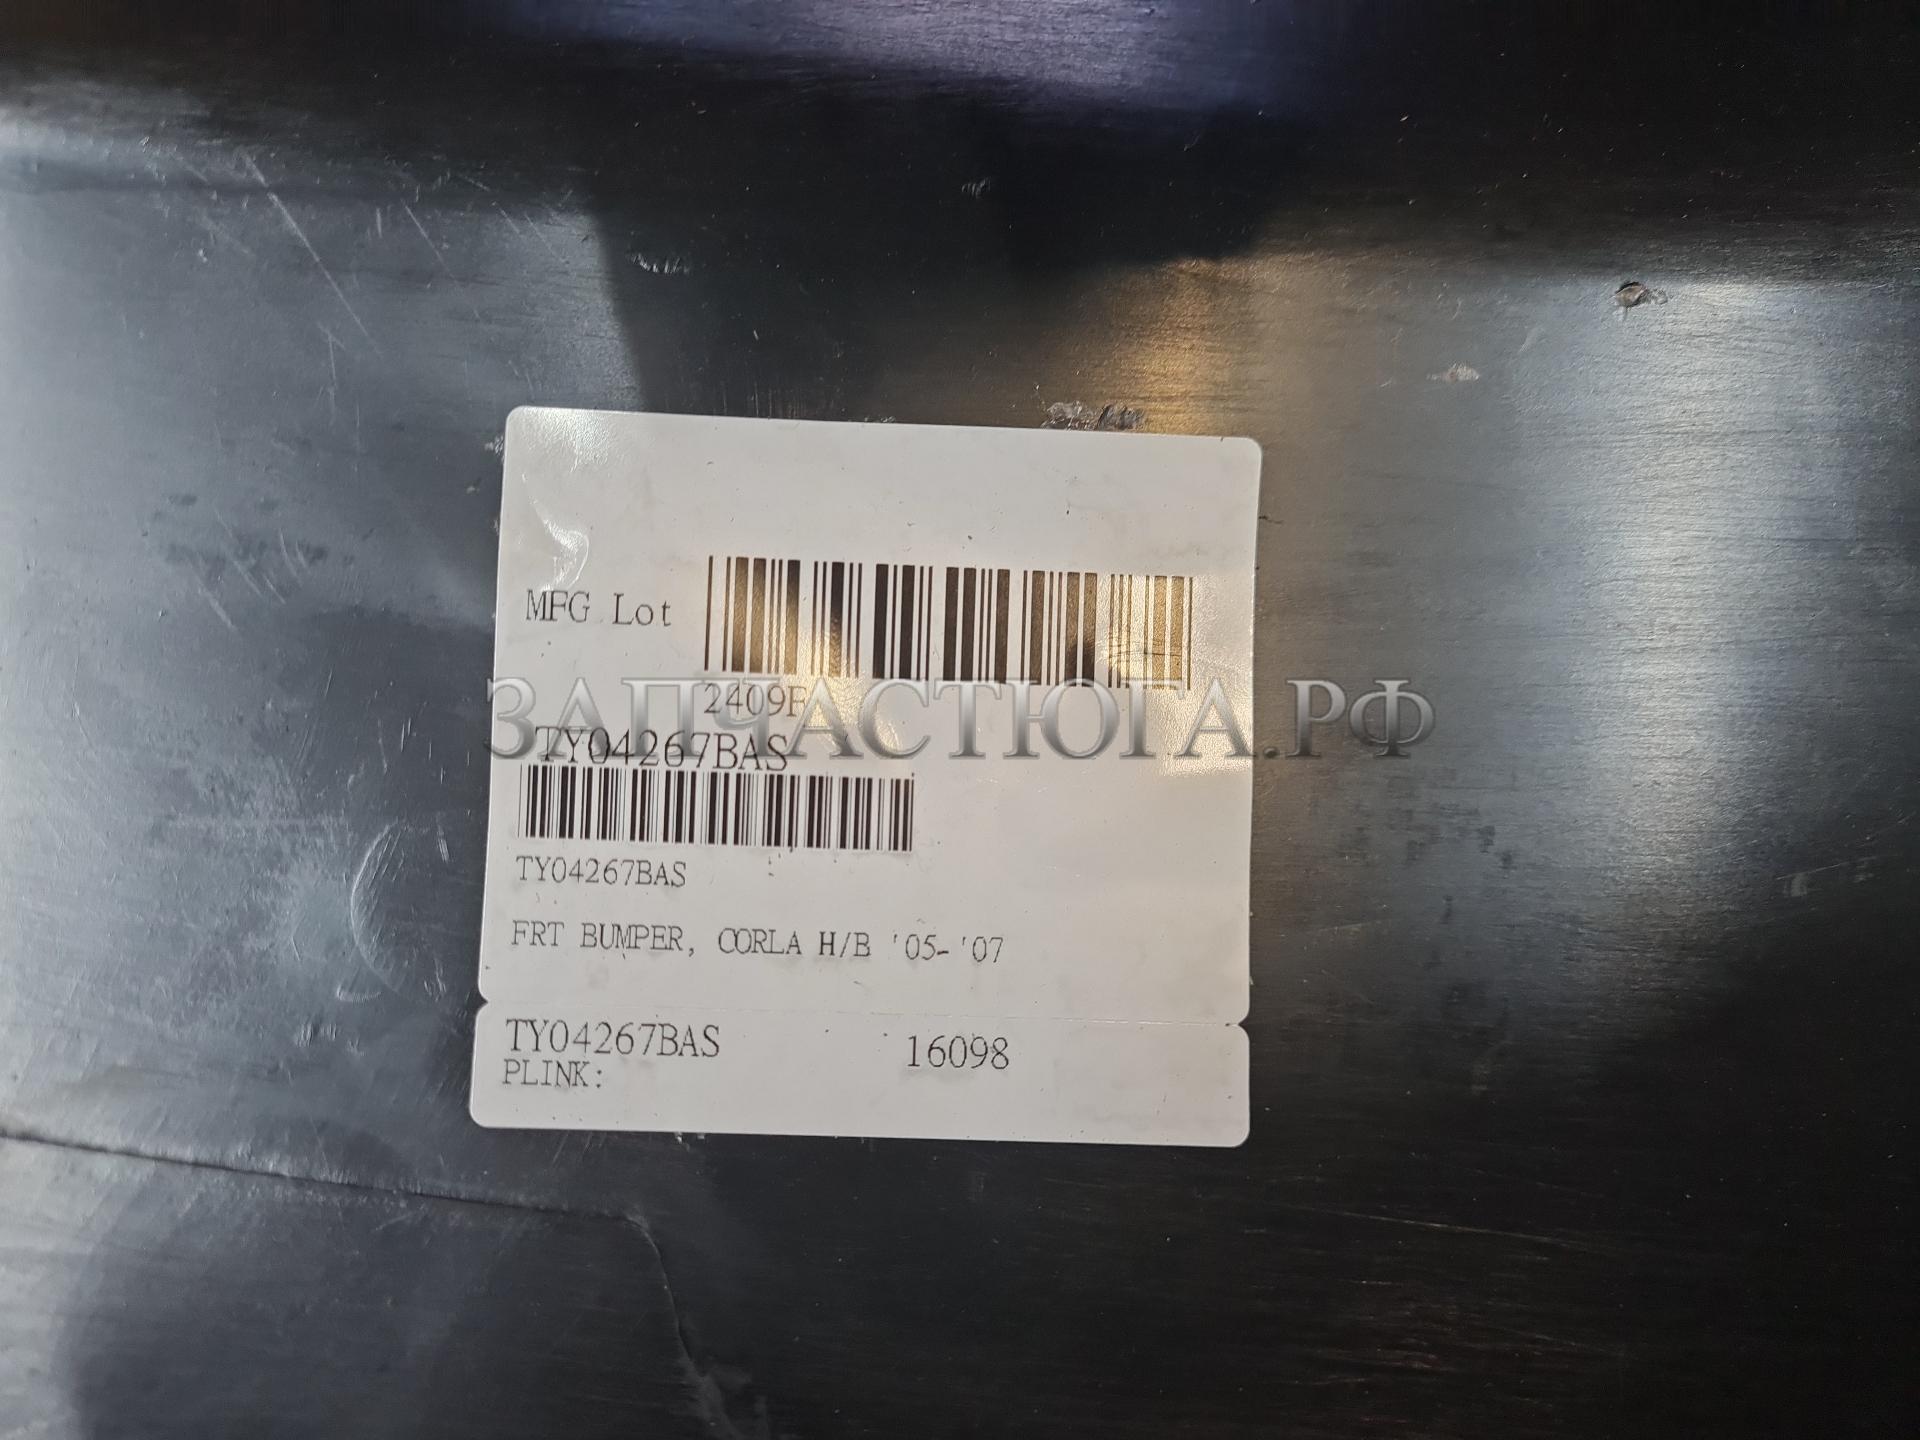 MFG Lot
2409F
ЗАПЧАСТЮГА.РФ
TY04267BAS
TY04267BAS
FRT BUMPER, CORLA H/B '05-'07
TY04267BAS 16098
PLINK: